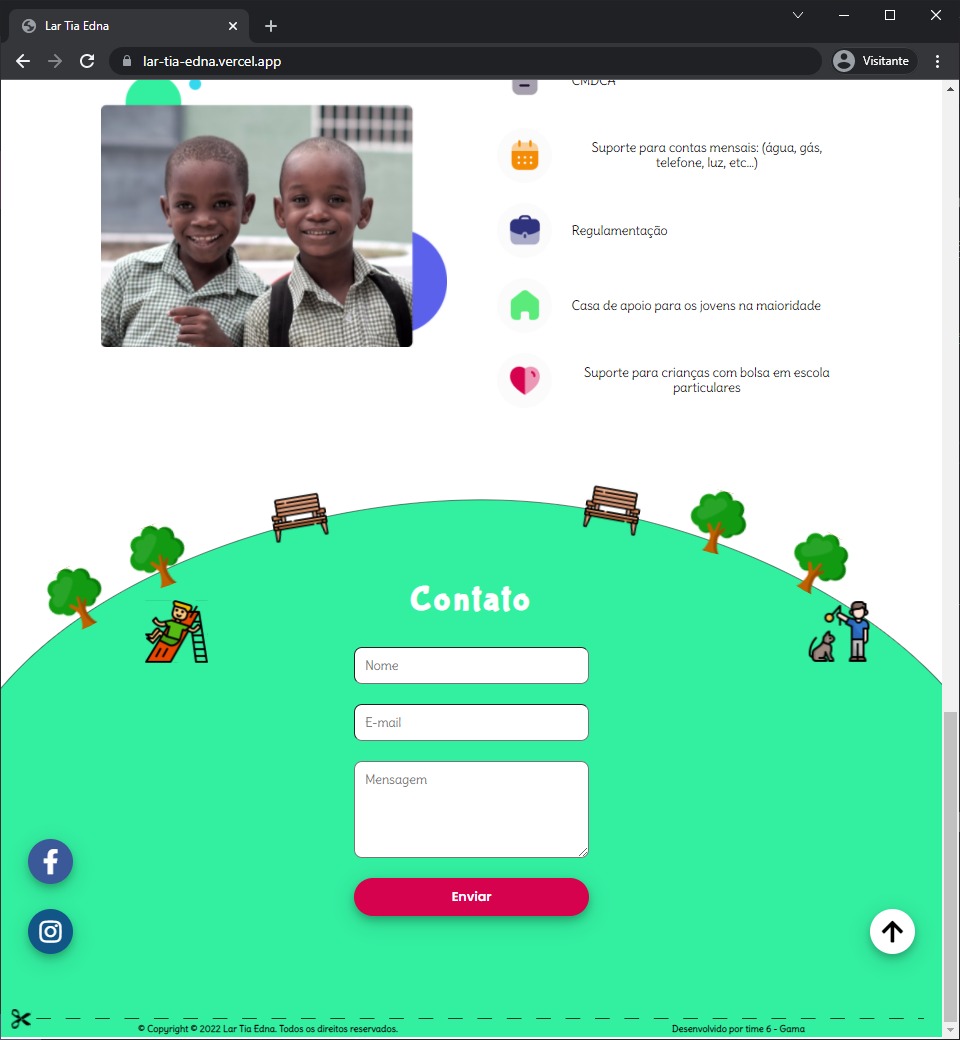 Lar Tia Edna
lar-tia-edna.vercel.app
Visitante
CMDCA
Suporte para contas mensais: (água, gás,
telefone, luz, etc...)
Regulamentação
Casa de apoio para os jovens na maioridade
Suporte para crianças com bolsa em escola
particulares
Contato
Nome
E-mail
Mensagem
Enviar
© Copyright © 2022 Lar Tia Edna. Todos os direitos reservados.
Desenvolvido por time 6 - Gama